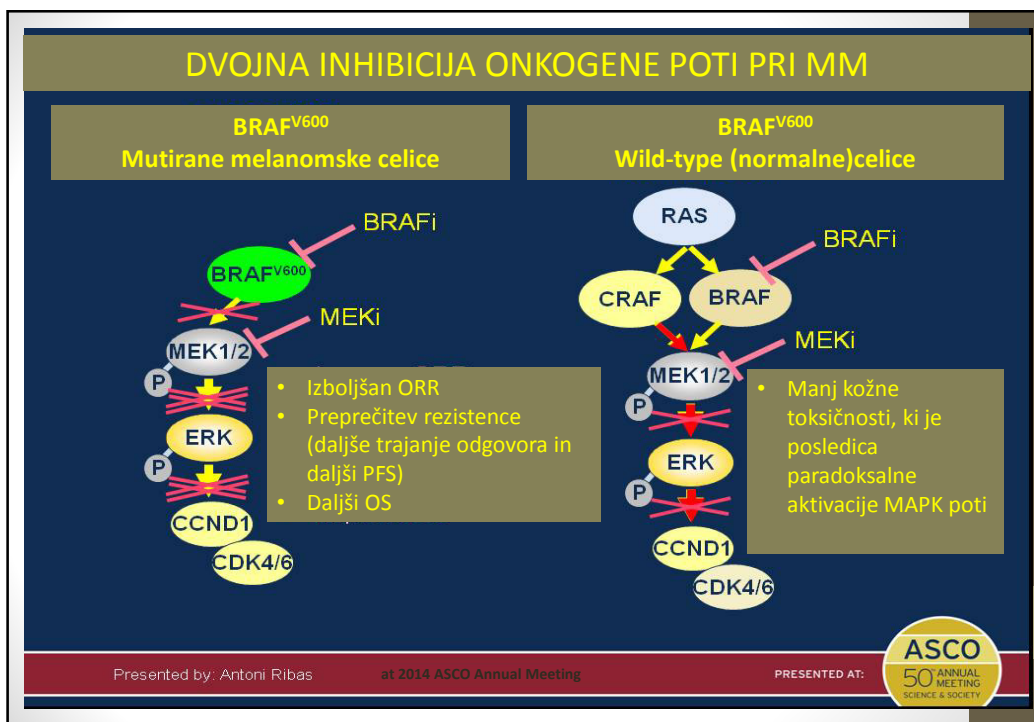 DVOJNA INHIBICIJA ONKOGENE POTI PRI MM
BRAFV600
Mutirane melanomske celice
BRAFi
BRAFV600
MEKi
MEK1/2
P
ERK
P
CCND1
CDK4/6
• Izboljšan ORR
• Preprečitev rezistence
(daljše trajanje odgovora in
daljši PFS)
• Daljši OS
BRAFV600
Wild-type (normalne)celice
RAS
BRAFi
CRAF
BRAF
MEKi
MEK1/2
P
ERK
P
CCND1
CDK4/6
• Manj kožne
toksičnosti, ki je
posledica
paradoksalne
aktivacije MAPK poti
Presented by: Antoni Ribas
at 2014 ASCO Annual Meeting
PRESENTED AT:
ASCO
50TH ANNUAL
MEETING
SCIENCE & SOCIETY